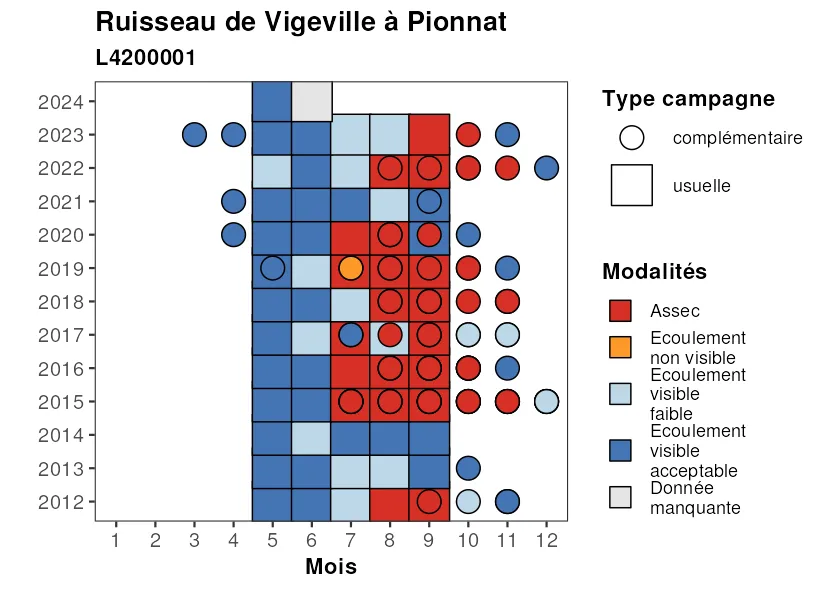 Ruisseau de Vigeville à Pionnat
L4200001
2024
2023
2022
2021
2020
2019
2018
2017
2016
2015
2014
2013
2012
1 2 3 4 5 6 7 8 9 10 11 12
Mois
Type campagne
complémentaire
usuelle
Modalités
Assec
Ecoulement
non visible
Ecoulement
visible
faible
Ecoulement
visible
acceptable
Donnée
manquante